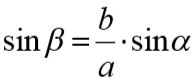 sin β = b/a · sin α